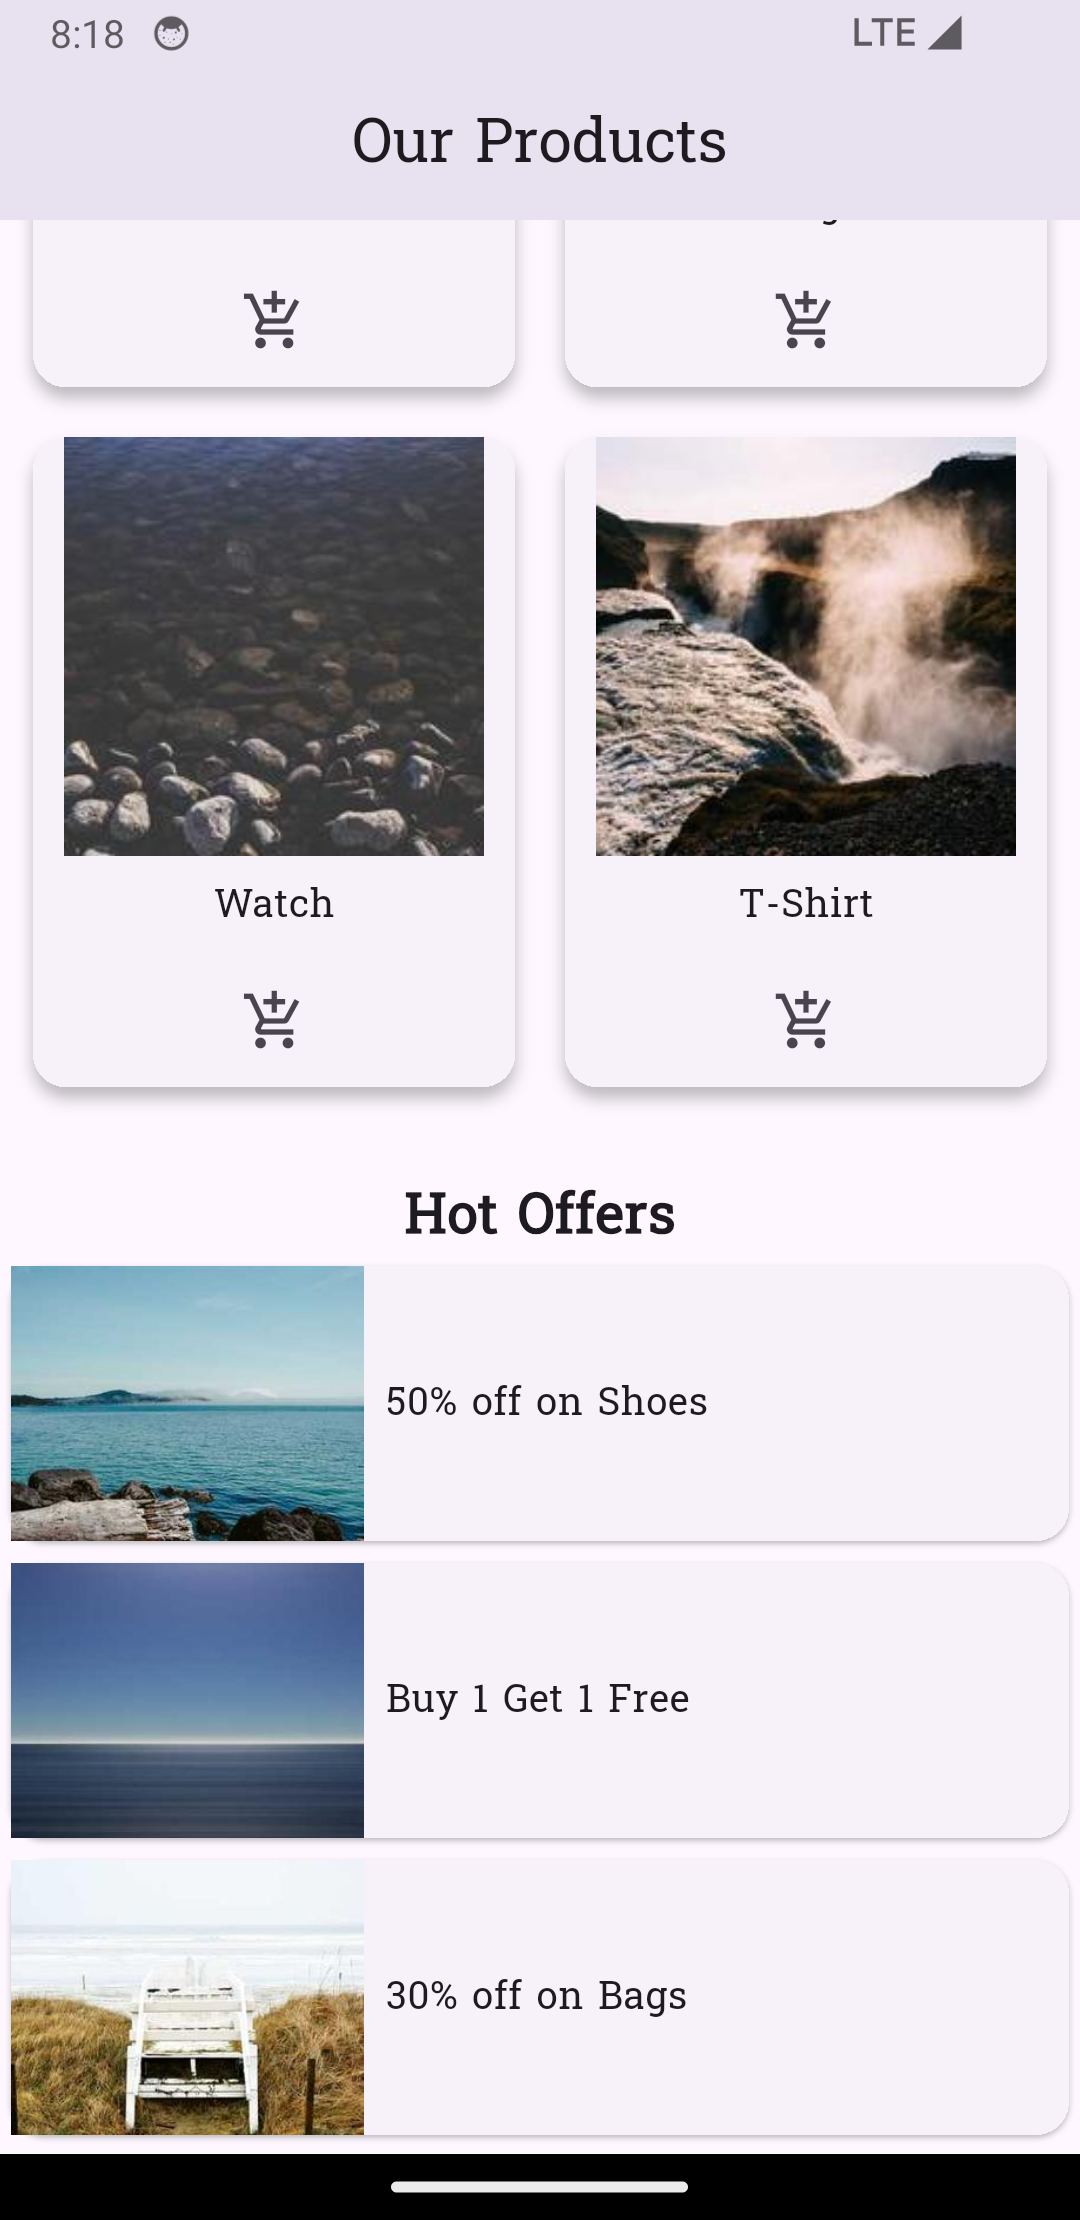 8:18
LTE
Our Products
Watch
T-Shirt
Hot Offers
50% off on Shoes
Buy 1 Get 1 Free
30% off on Bags